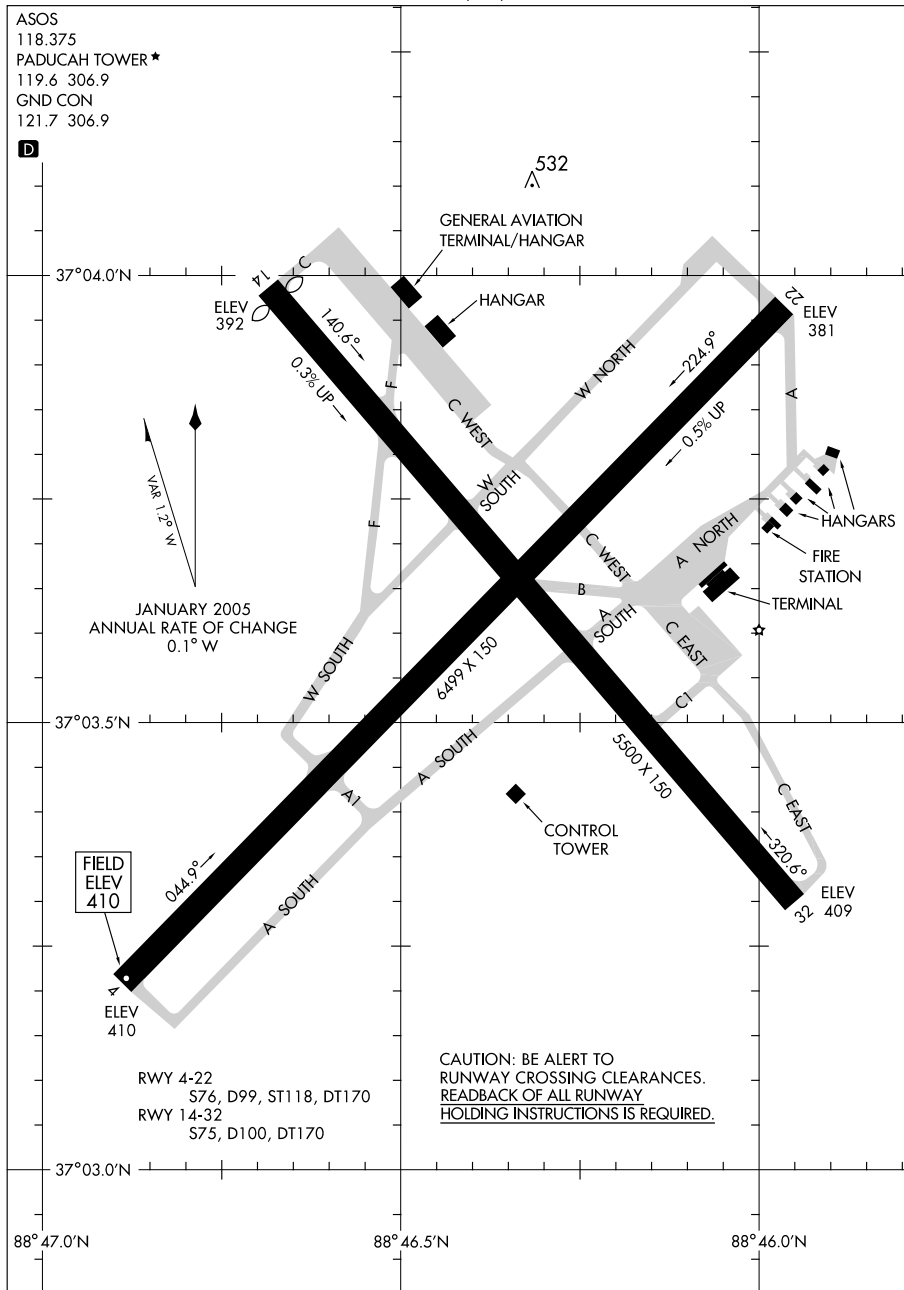 ASOS
118.375
PADUCAH TOWER★
119.6 306.9
GND CON
121.7 306.9
D
532
GENERAL AVIATION
TERMINAL/HANGAR
HANGAR
37°04.0'N
14
C
ELEV
392
140.6°
0.3% UP
F
C WEST
W NORTH
22
ELEV
381
224.9°
0.5% UP
A
VAR 1.2° W
F
W
SOUTH
C WEST
A NORTH
HANGARS
FIRE
STATION
TERMINAL
JANUARY 2005
ANNUAL RATE OF CHANGE
0.1° W
B
A
SOUTH
C EAST
W SOUTH
6499 X 150
C1
37°03.5'N
A SOUTH
5500 X 150
A1
CONTROL
TOWER
C EAST
FIELD
ELEV
410
044.9°
A SOUTH
320.6°
32
ELEV
409
4
ELEV
410
RWY 4-22
S76, D99, ST118, DT170
RWY 14-32
S75, D100, DT170
CAUTION: BE ALERT TO
RUNWAY CROSSING CLEARANCES.
READBACK OF ALL RUNWAY
HOLDING INSTRUCTIONS IS REQUIRED.
37°03.0'N
88°47.0'N
88°46.5'N
88°46.0'N